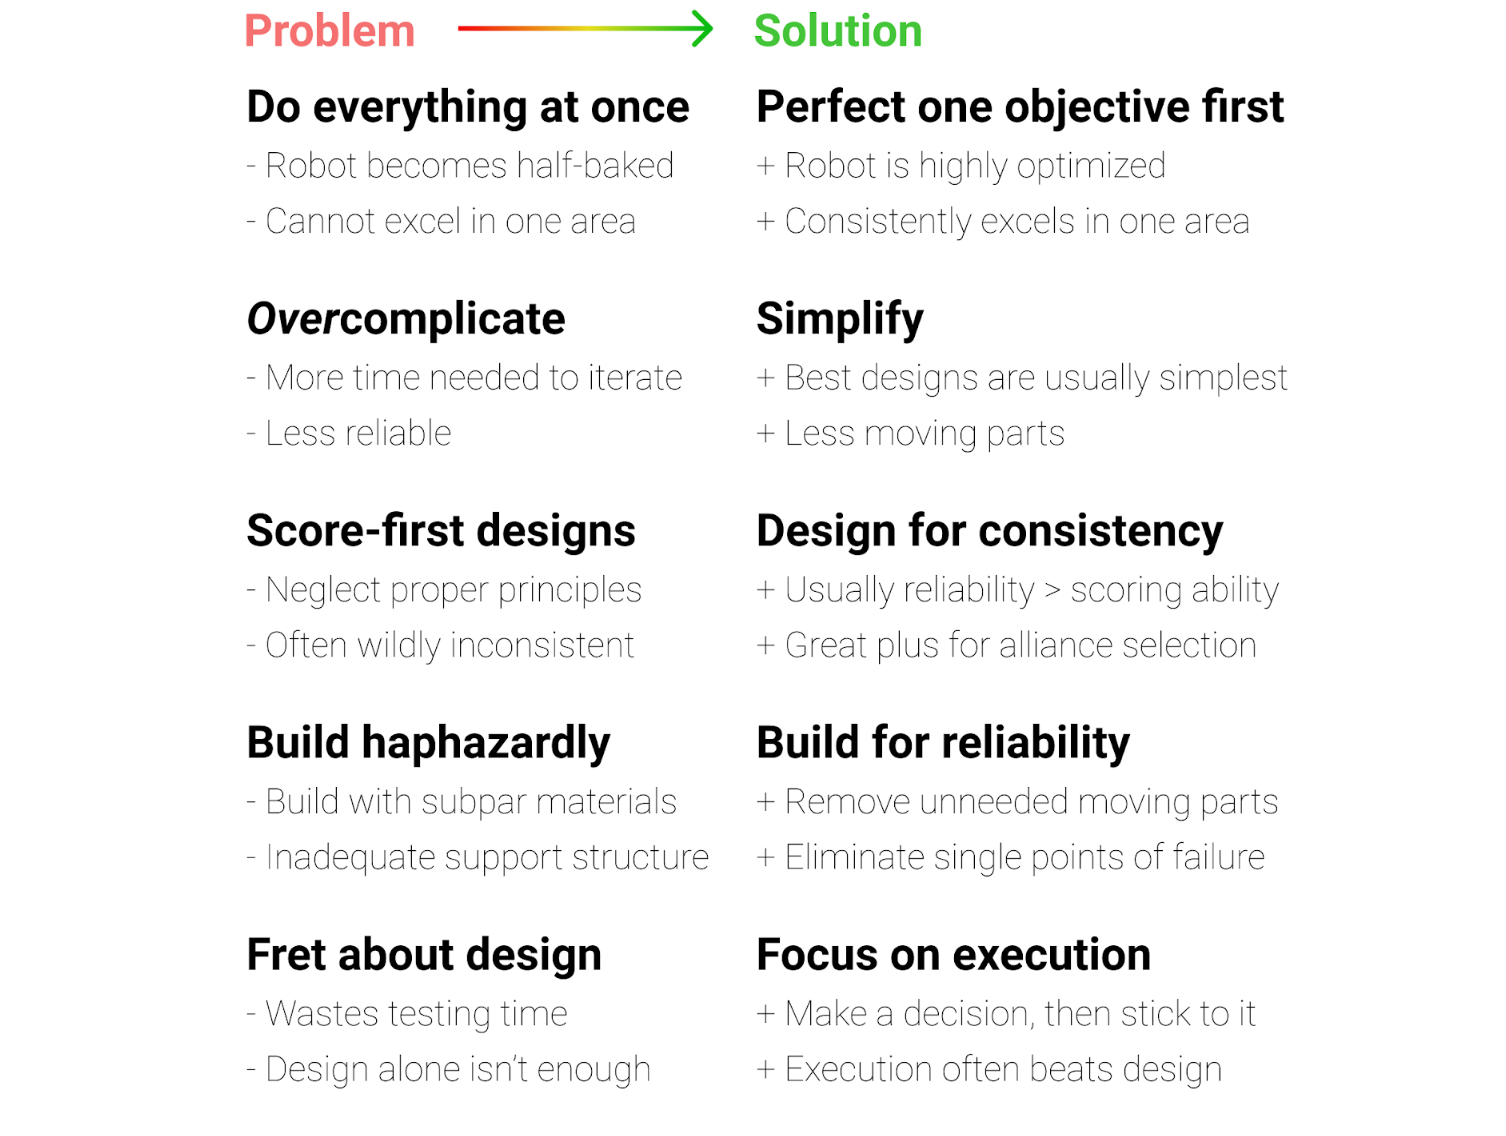 Problem
Solution
Do everything at once
- Robot becomes half-baked
- Cannot excel in one area
Perfect one objective first
+ Robot is highly optimized
+ Consistently excels in one area
Overcomplicate
- More time needed to iterate
- Less reliable
Simplify
+ Best designs are usually simplest
+ Less moving parts
Score-first designs
- Neglect proper principles
- Often wildly inconsistent
Design for consistency
+ Usually reliability > scoring ability
+ Great plus for alliance selection
Build haphazardly
- Build with subpar materials
- Inadequate support structure
Build for reliability
+ Remove unneeded moving parts
+ Eliminate single points of failure
Fret about design
- Wastes testing time
- Design alone isn’t enough
Focus on execution
+ Make a decision, then stick to it
+ Execution often beats design